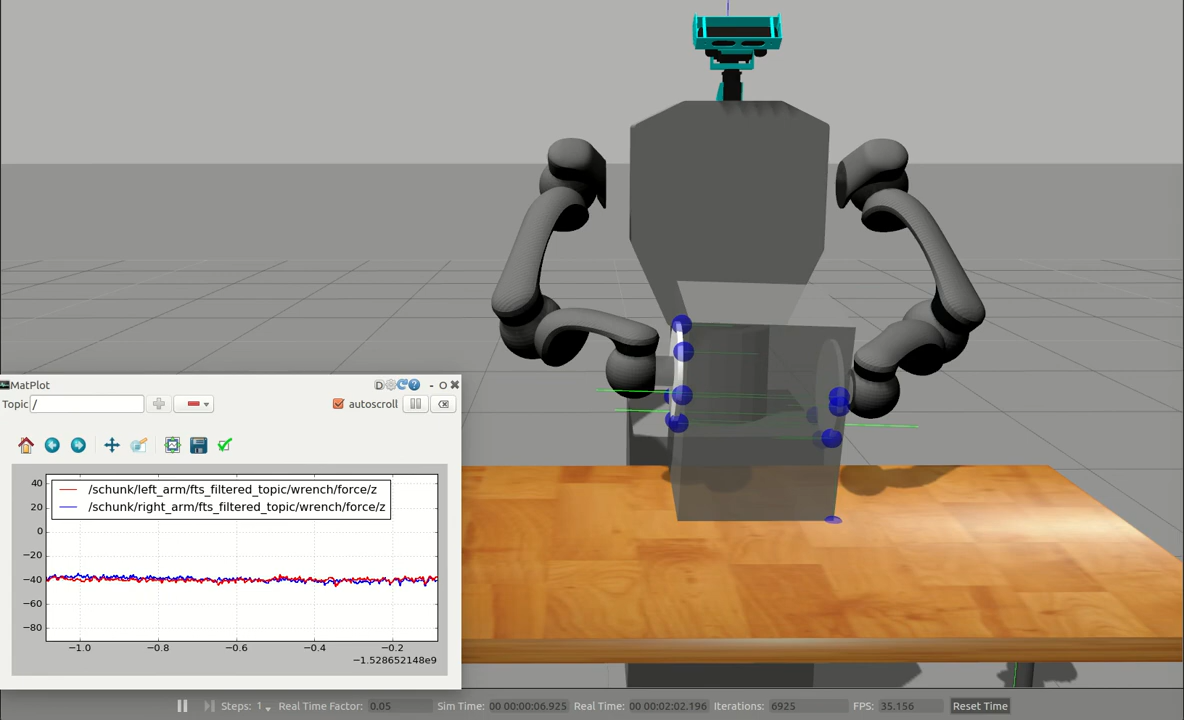 MatPlot
Topic /
autoscroll
40
/schunk/left_arm/fts_filtered_topic/wrench/force/z
20
/schunk/right_arm/fts_filtered_topic/wrench/force/z
0
−20
−40
−60
−80
−1.0 −0.8 −0.6 −0.4 −0.2
−1.528652148e9
Steps: 1 Real Time Factor: 0.05 Sim Time: 00 00:00:06.925 Real Time: 00 00:02:02.196 Iterations: 6925 FPS: 35.156 Reset Time